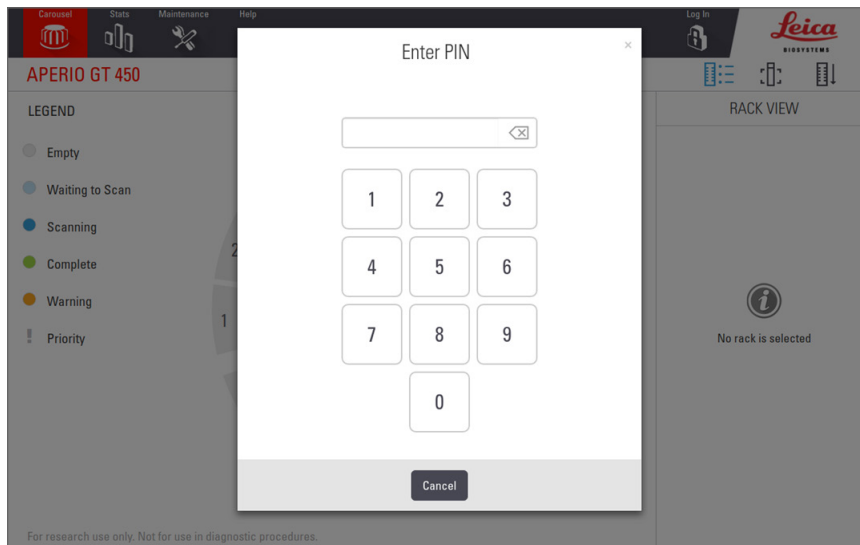 Carousel
Stats
Maintenance
Help
Log In
Leica
BIOSYSTEMS
APERIO GT 450
LEGEND
Empty
Waiting to Scan
Scanning
Complete
Warning
! Priority
2
1
Enter PIN
×
1 2 3
4 5 6
7 8 9
0
Cancel
RACK VIEW
i
No rack is selected
For research use only. Not for use in diagnostic procedures.